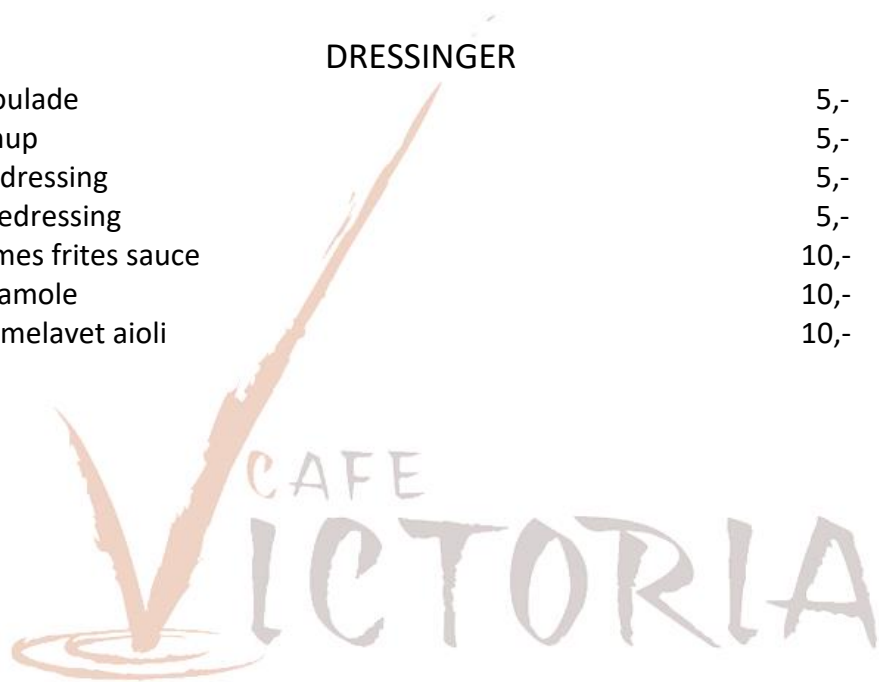 DRESSINGER
oulade 5,-
nup 5,-
dressing 5,-
edressing 5,-
mes frites sauce 10,-
amole 10,-
melavet aioli 10,-
CAFE
VICTORIA